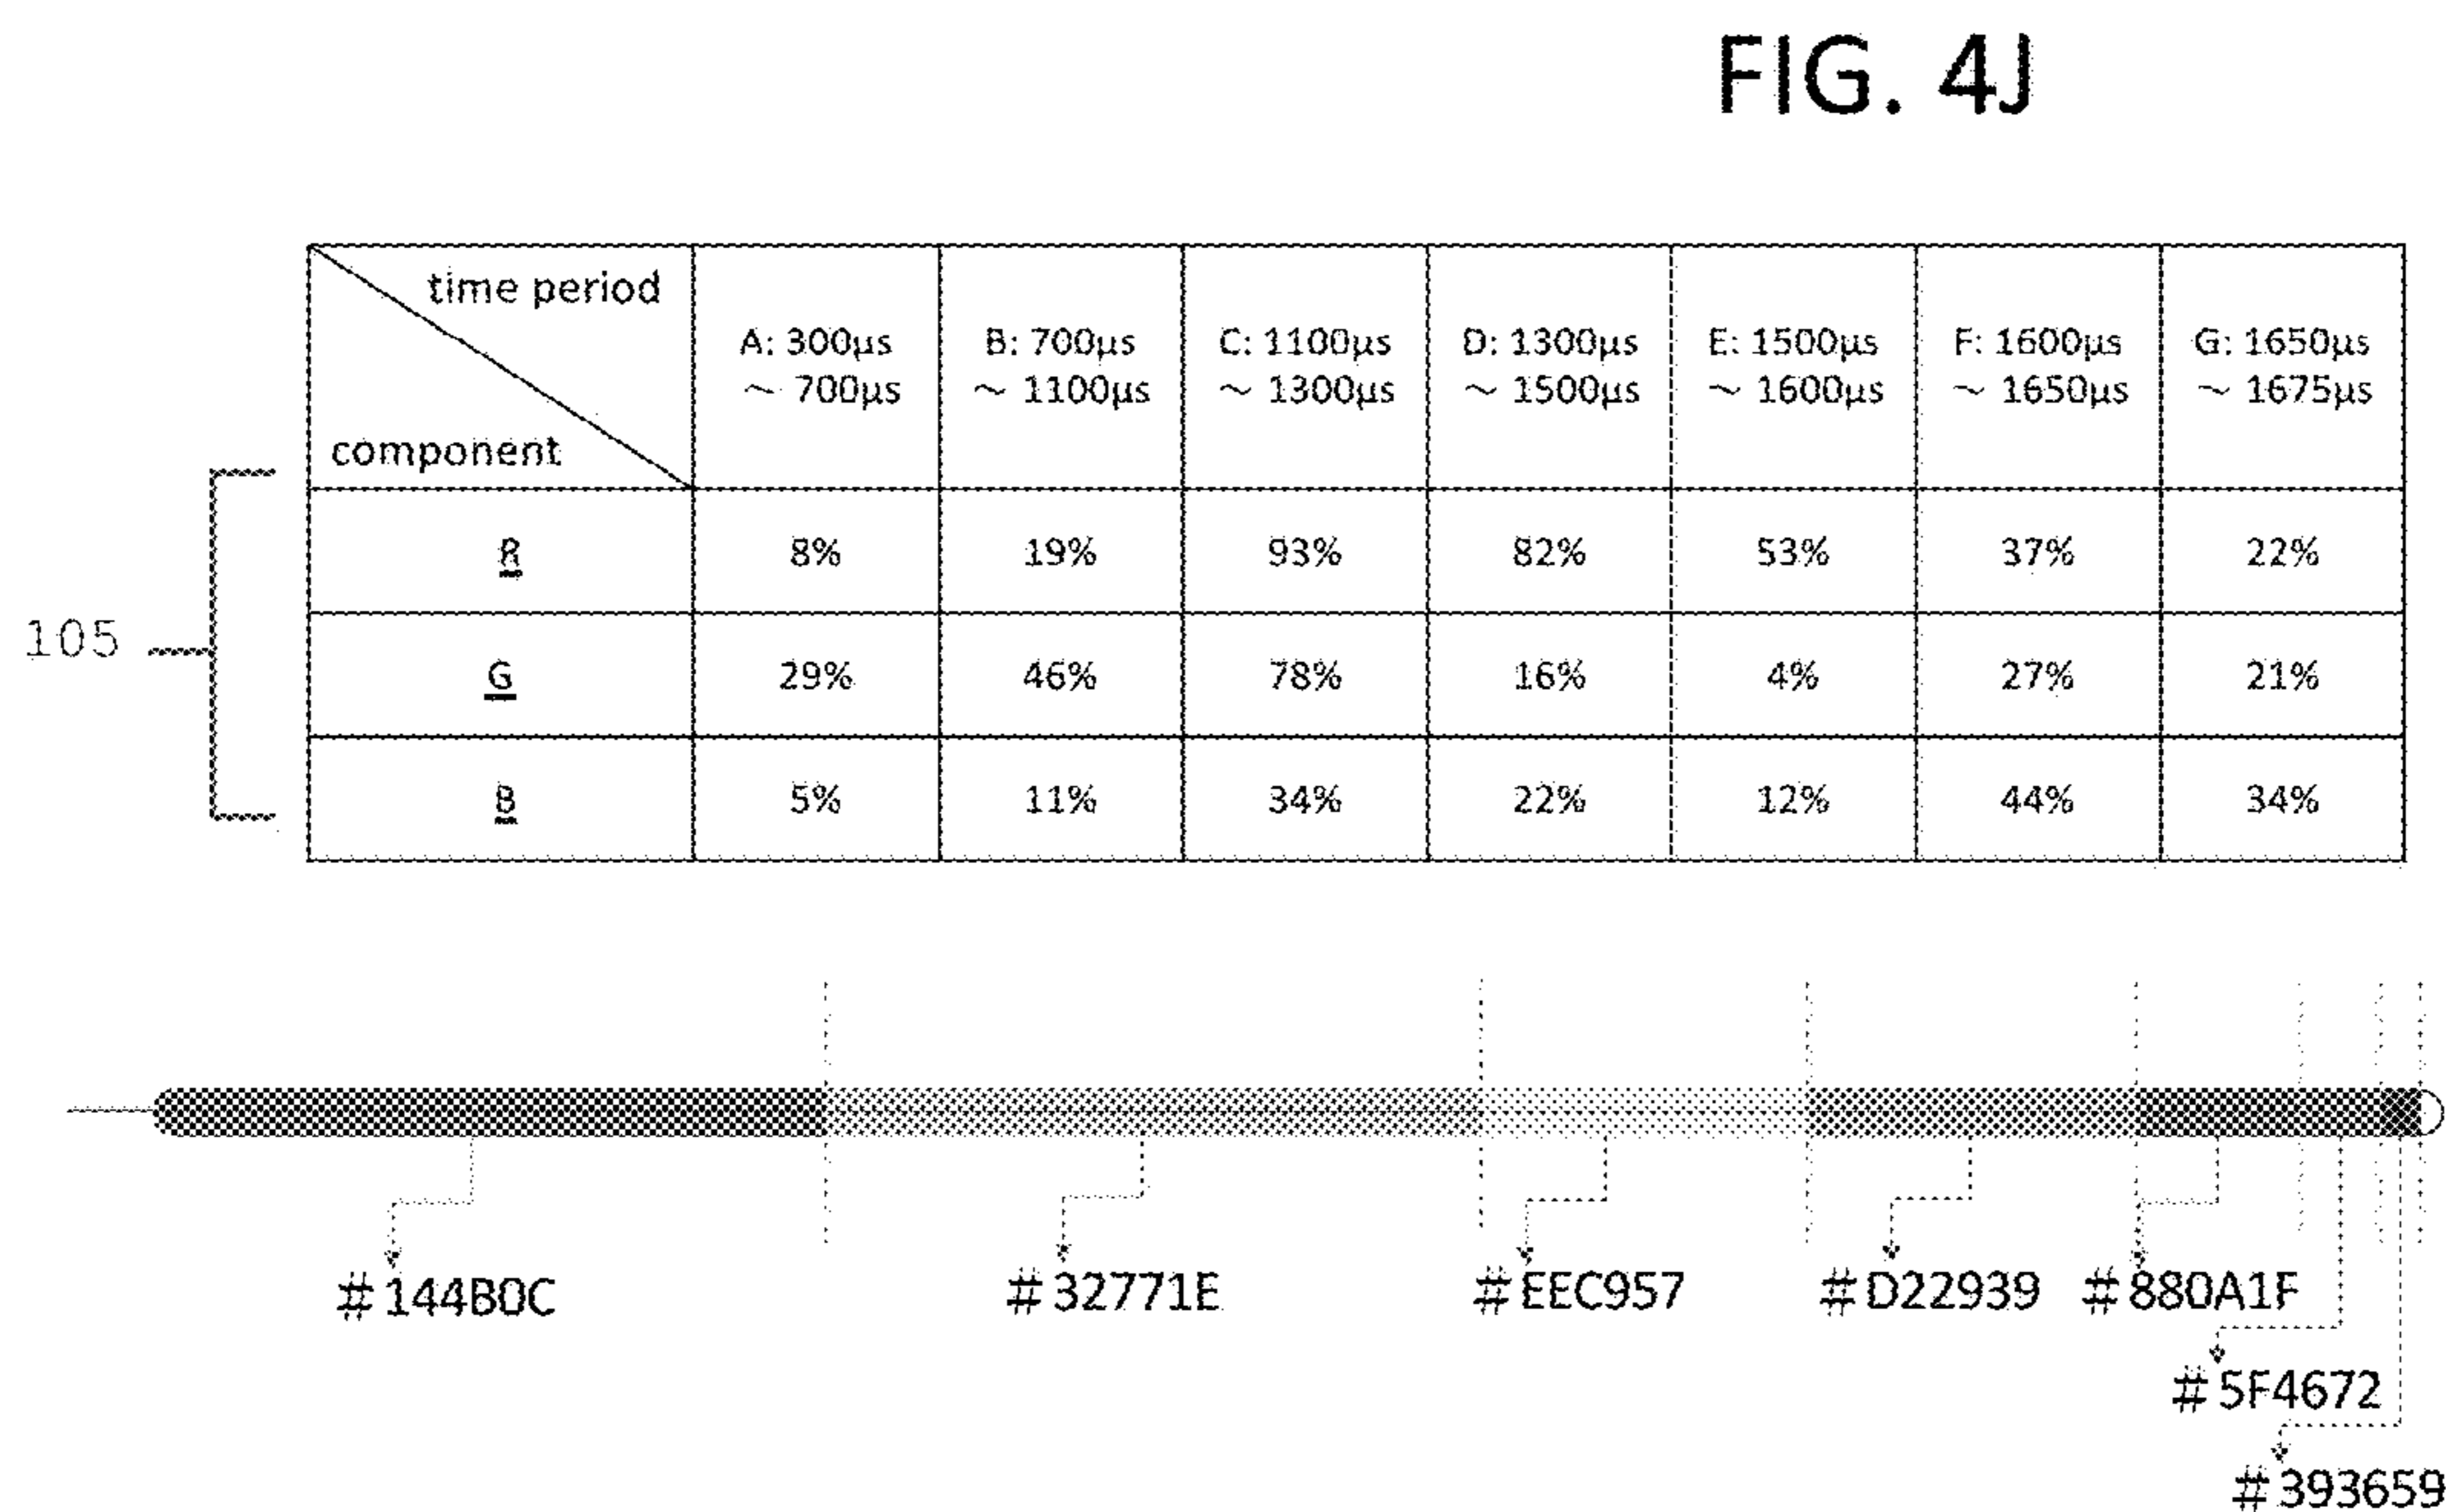 FIG. 4J
time period
component
A: 300µs
~ 700µs
B: 700µs
~ 1100µs
C: 1100µs
~ 1300µs
D: 1300µs
~ 1500µs
E: 1500µs
~ 1600µs
F: 1600µs
~ 1650µs
G: 1650µs
~ 1675µs
R 8% 19% 93% 82% 53% 37% 22%
105
G 29% 46% 78% 16% 4% 27% 21%
B 5% 11% 34% 22% 12% 44% 34%
#144B0C #32771E #EEC957 #D22939 #880A1F
#5F4672
#393659